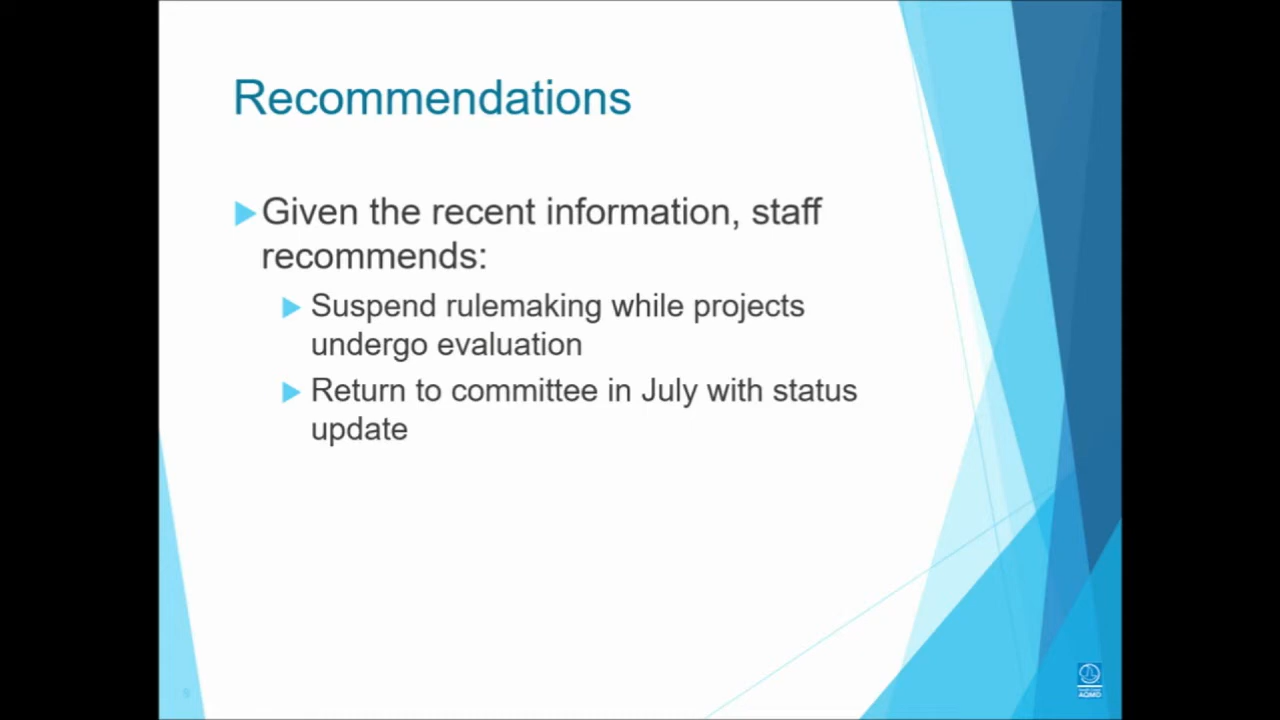 Recommendations
Given the recent information, staff
recommends:
Suspend rulemaking while projects
undergo evaluation
Return to committee in July with status
update
AQMD